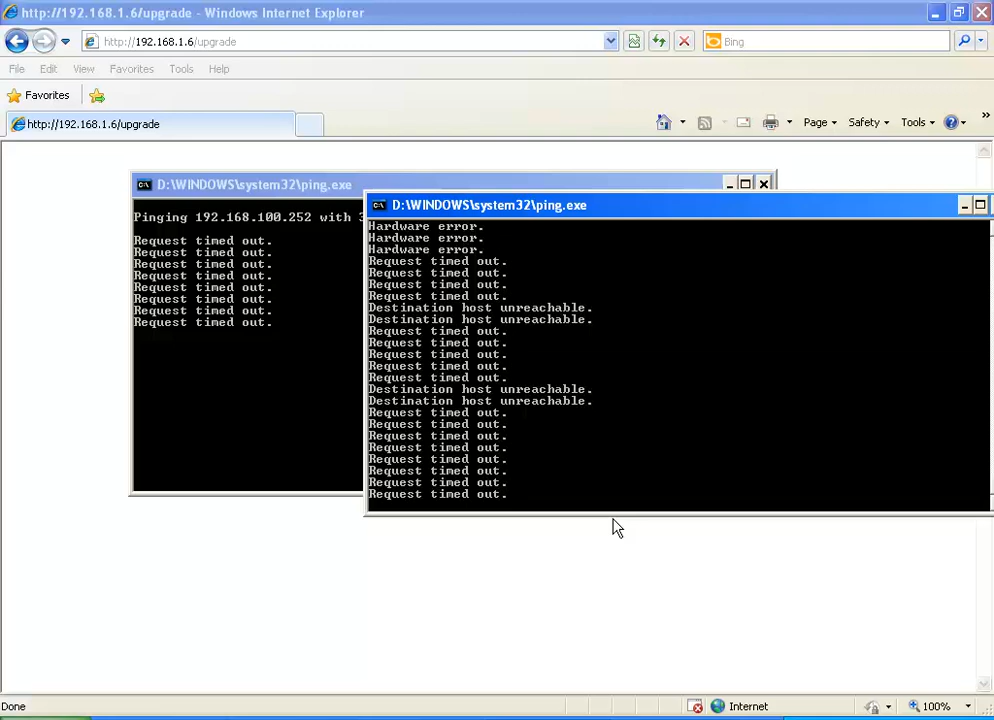 http://192.168.1.6/upgrade - Windows Internet Explorer
http://192.168.1.6/upgrade
Bing
File Edit View Favorites Tools Help
Favorites
http://192.168.1.6/upgrade
Page Safety Tools
D:\WINDOWS\system32\ping.exe
Pinging 192.168.100.252 with 3
Request timed out.
Request timed out.
Request timed out.
Request timed out.
Request timed out.
Request timed out.
Request timed out.
Request timed out.
D:\WINDOWS\system32\ping.exe
Hardware error.
Hardware error.
Hardware error.
Request timed out.
Request timed out.
Request timed out.
Request timed out.
Destination host unreachable.
Destination host unreachable.
Request timed out.
Request timed out.
Request timed out.
Request timed out.
Request timed out.
Destination host unreachable.
Destination host unreachable.
Request timed out.
Request timed out.
Request timed out.
Request timed out.
Request timed out.
Request timed out.
Request timed out.
Request timed out.
Done
Internet
100%